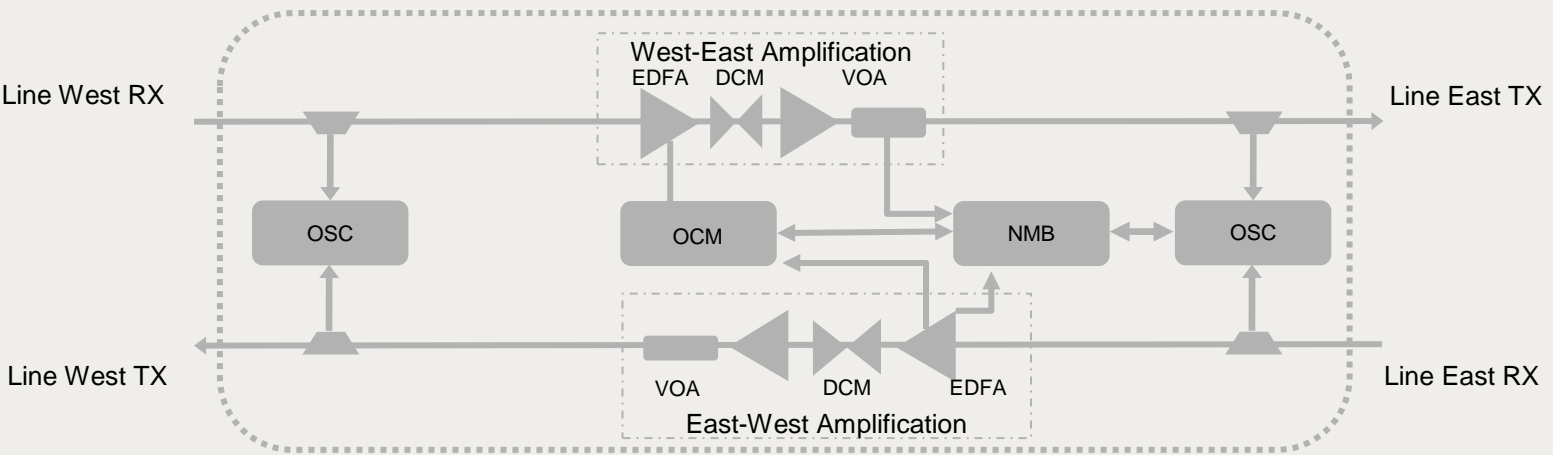 West-East Amplification
EDFA DCM VOA
Line West RX
Line East TX
OSC
OCM
NMB
OSC
Line West TX
Line East RX
VOA DCM EDFA
East-West Amplification